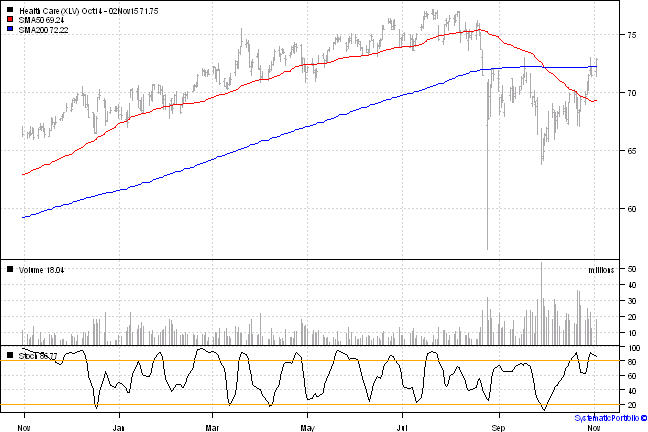 Health Care (XLV) Oct14 - 02Nov15 71.75
SMA50 69.24
SMA200 72.22
75
70
65
60
Volume 18.04
millions
50
40
30
20
10
100
80
60
40
20
Nov Jan Mar May Jul Sep Nov
SystematicPortfolio ©